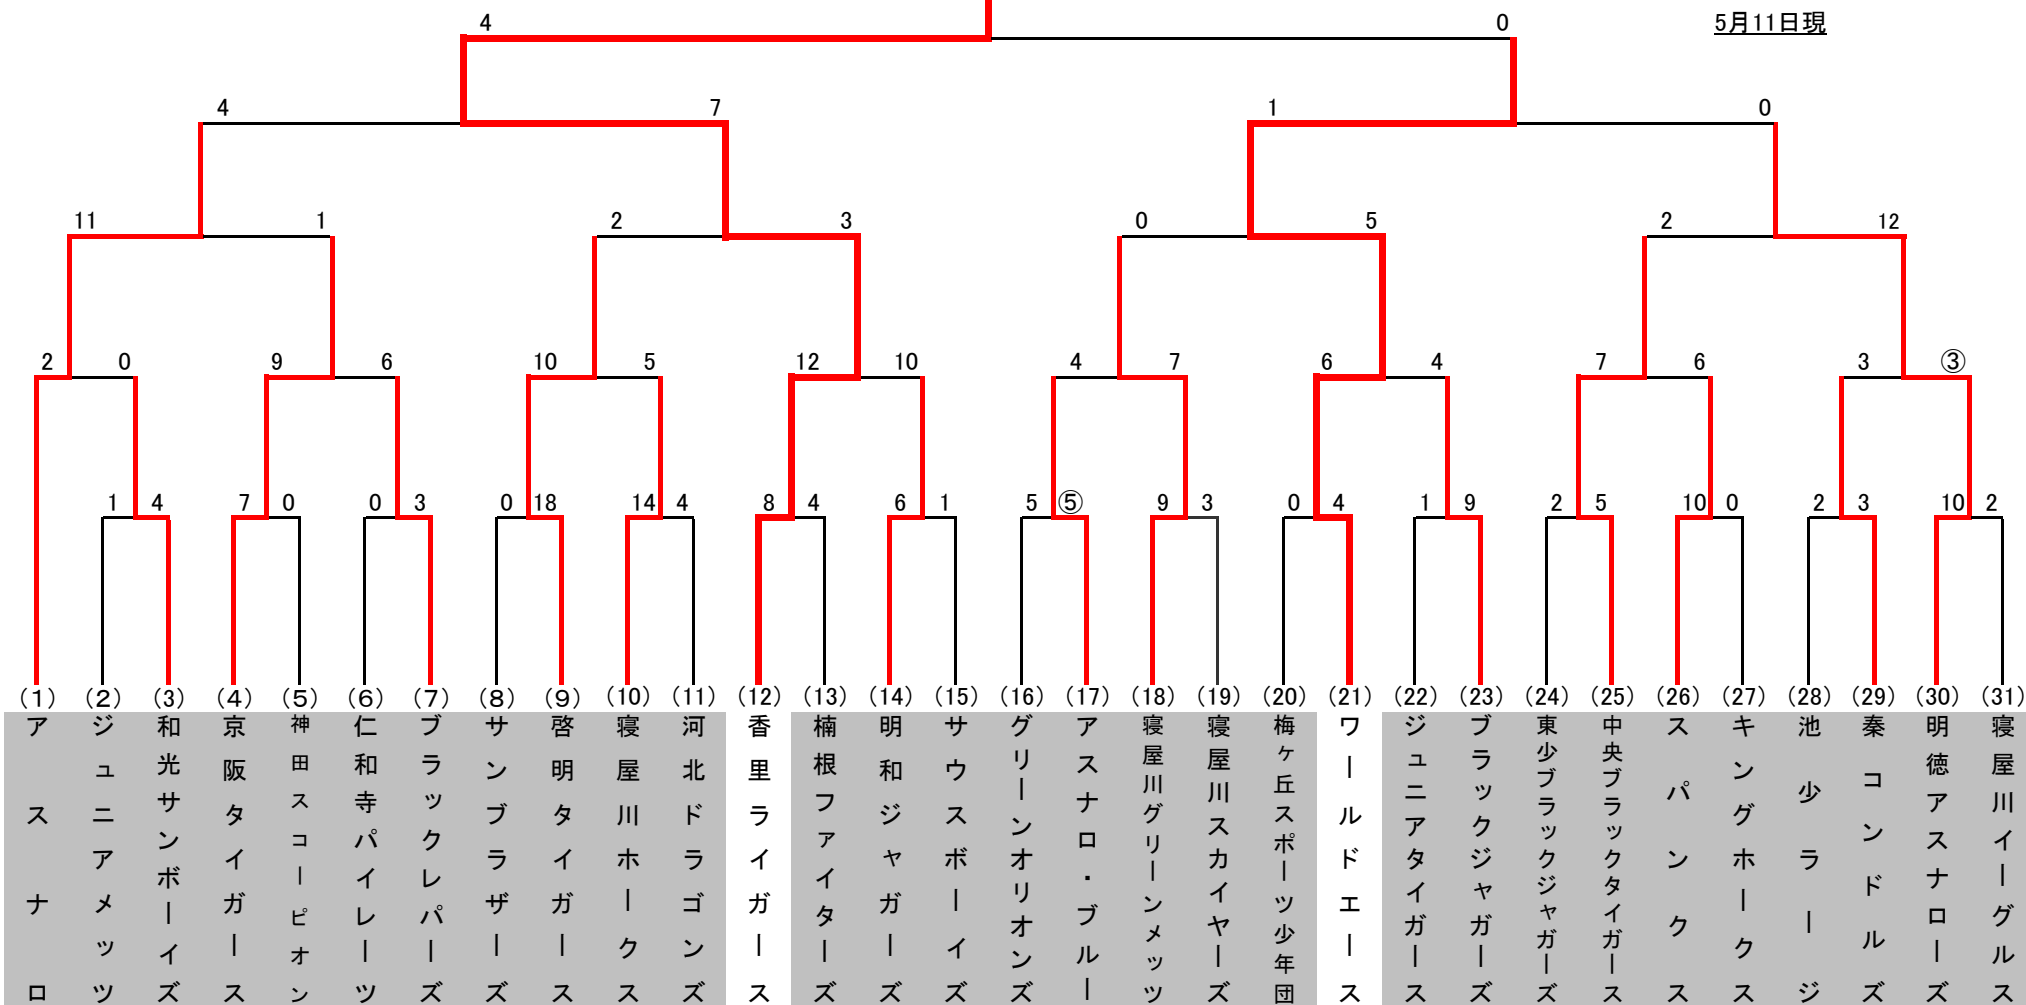 4 0 5月11日現
4 7 1 0
11 1 2 3 0 5 2 12
2 0 9 6 10 5 12 10 4 7 6 4 7 6 3 ③
1 4 7 0 0 3 0 18 14 4 8 4 6 1 5 ⑤ 9 3 0 4 1 9 2 5 10 0 2 3 10 2
(1) (2) (3) (4) (5) (6) (7) (8) (9) (10) (11) (12) (13) (14) (15) (16) (17) (18) (19) (20) (21) (22) (23) (24) (25) (26) (27) (28) (29) (30) (31)
アスナロ
ジュニアメッツ
和光サンボーイズ
京阪タイガース
神田スコーピオン
仁和寺パイレーツ
ブラックレパーズ
サンブラザーズ
啓明タイガース
寝屋川ホークス
河北ドラゴンズ
香里ライガース
楠根ファイターズ
明和ジャガーズ
サウスボーイズ
グリーンオリオンズ
アスナロ・ブルー
寝屋川グリーンメッツ
寝屋川スカイヤーズ
梅ヶ丘スポーツ少年団
ワールドエース
ジュニアタイガース
ブラックジャガーズ
東少ブラックジャガーズ
中央ブラックタイガース
スパンクス
キングホークス
池少ラージ
秦コンドルズ
明徳アスナローズ
寝屋川イーグルス